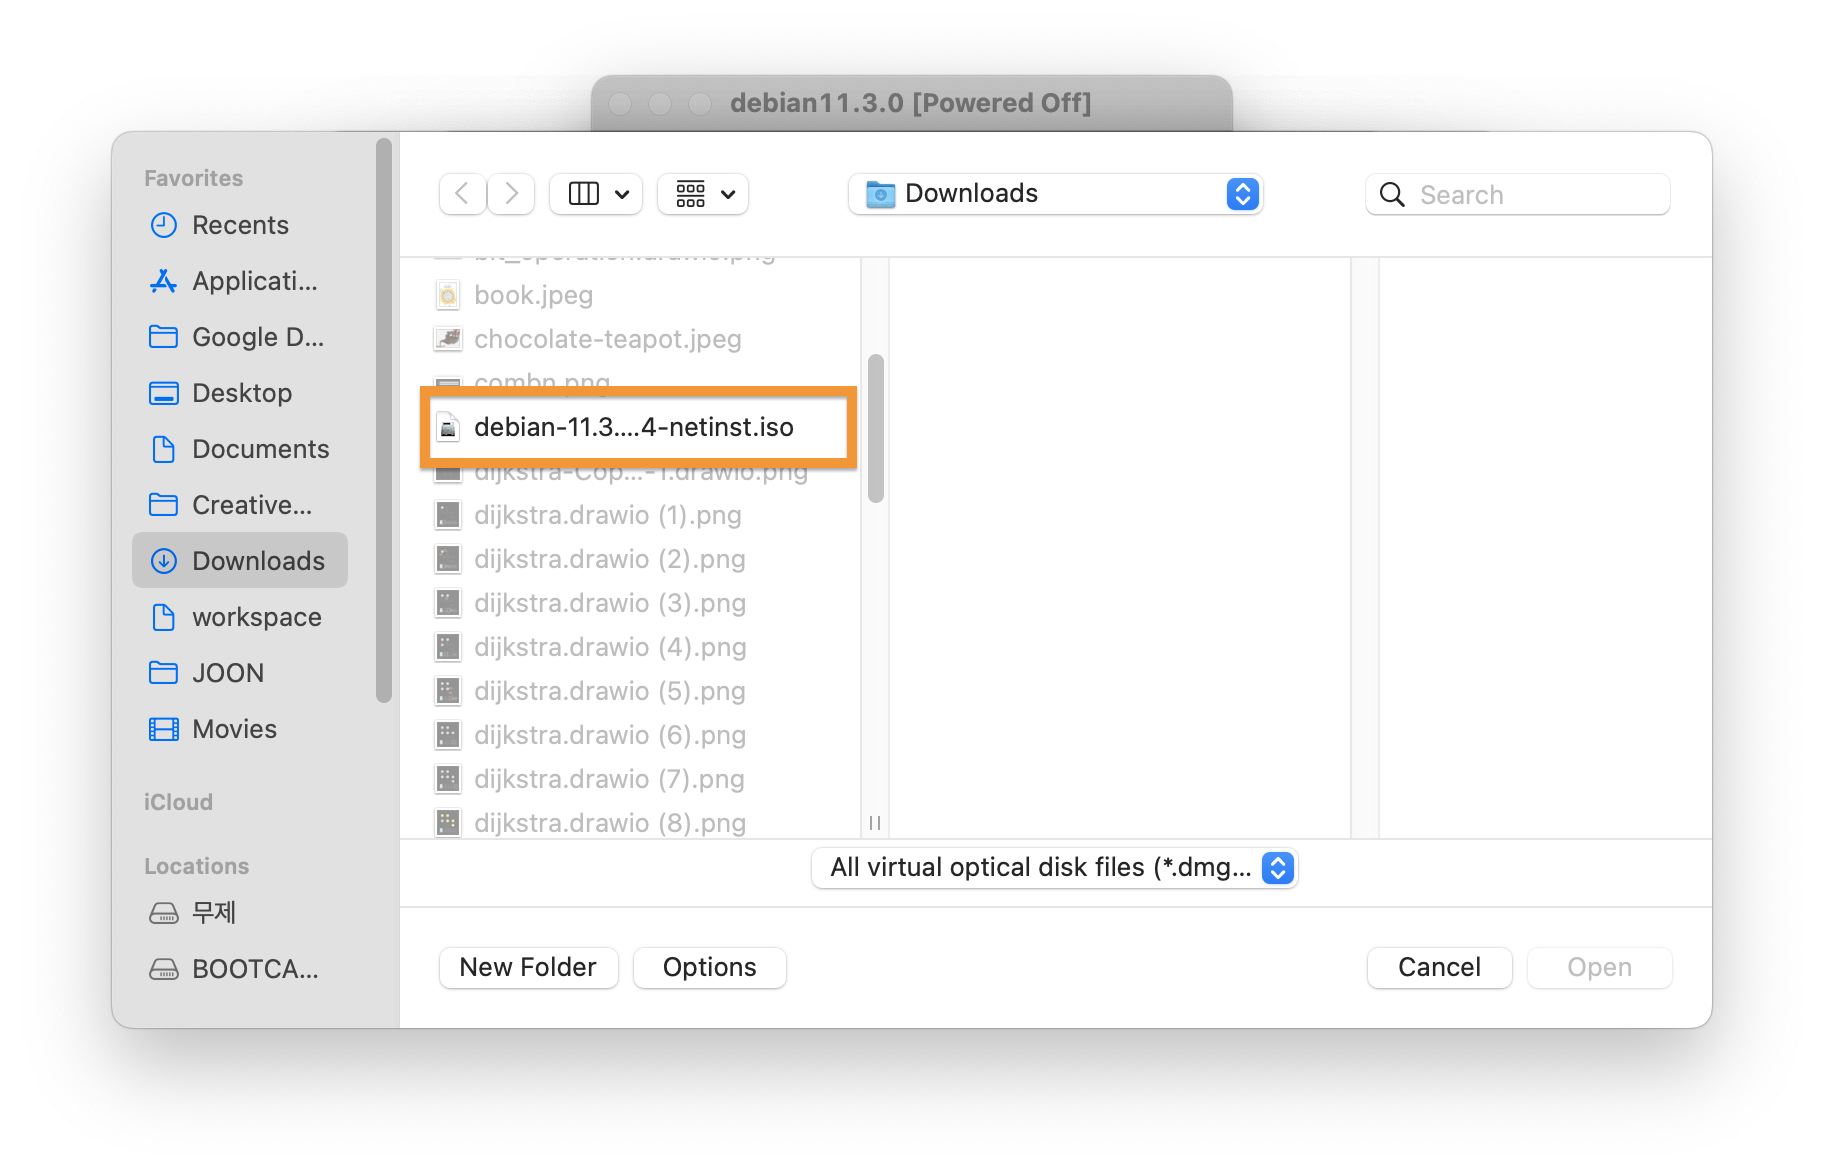 debian11.3.0 [Powered Off]
Favorites
Recents
Applicati...
Google D...
Desktop
Documents
Creative...
Downloads
workspace
JOON
Movies
iCloud
Locations
무제
BOOTCA...
Downloads
Search
bit_operation.drawio.png
book.jpeg
chocolate-teapot.jpeg
combn.png
debian-11.3....4-netinst.iso
dijkstra-Cop...-1.drawio.png
dijkstra.drawio (1).png
dijkstra.drawio (2).png
dijkstra.drawio (3).png
dijkstra.drawio (4).png
dijkstra.drawio (5).png
dijkstra.drawio (6).png
dijkstra.drawio (7).png
dijkstra.drawio (8).png
All virtual optical disk files (*.dmg...
New Folder
Options
Cancel
Open